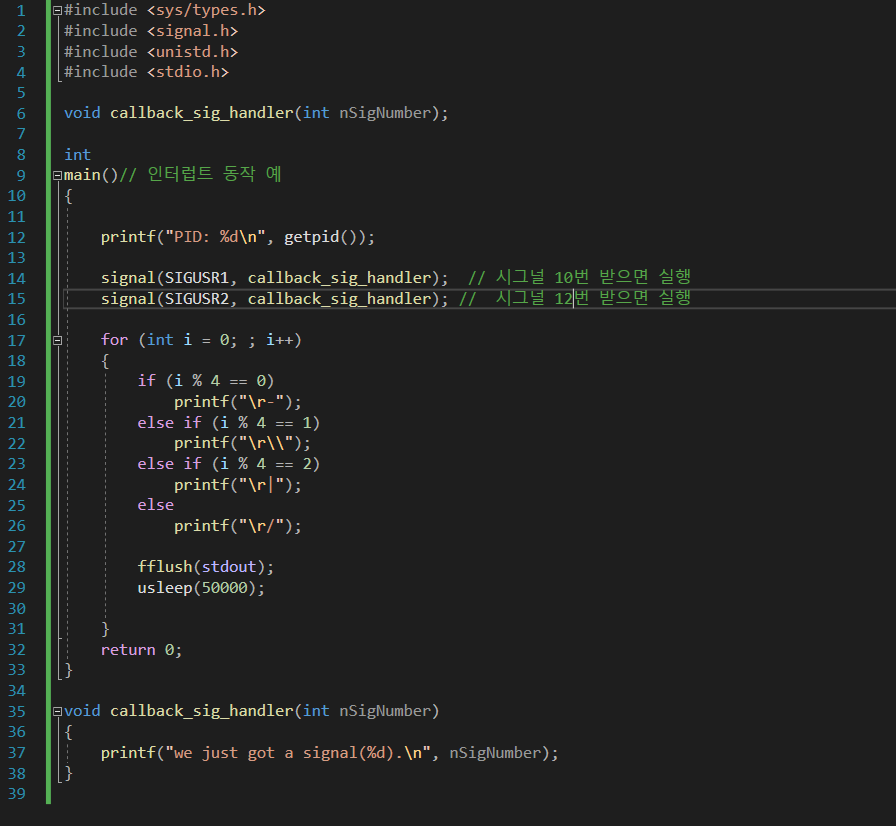 1 #include <sys/types.h>
2 #include <signal.h>
3 #include <unistd.h>
4 #include <stdio.h>
5
6 void callback_sig_handler(int nSigNumber);
7
8 int
9 main()// 인터럽트 동작 예
10 {
11
12     printf("PID: %d\n", getpid());
13
14     signal(SIGUSR1, callback_sig_handler);  // 시그널 10번 받으면 실행
15     signal(SIGUSR2, callback_sig_handler); //  시그널 12번 받으면 실행
16
17     for (int i = 0; ; i++)
18     {
19         if (i % 4 == 0)
20             printf("\r-");
21         else if (i % 4 == 1)
22             printf("\r\\");
23         else if (i % 4 == 2)
24             printf("\r|");
25         else
26             printf("\r/");
27
28         fflush(stdout);
29         usleep(50000);
30
31     }
32     return 0;
33 }
34
35 void callback_sig_handler(int nSigNumber)
36 {
37     printf("we just got a signal(%d).\n", nSigNumber);
38 }
39